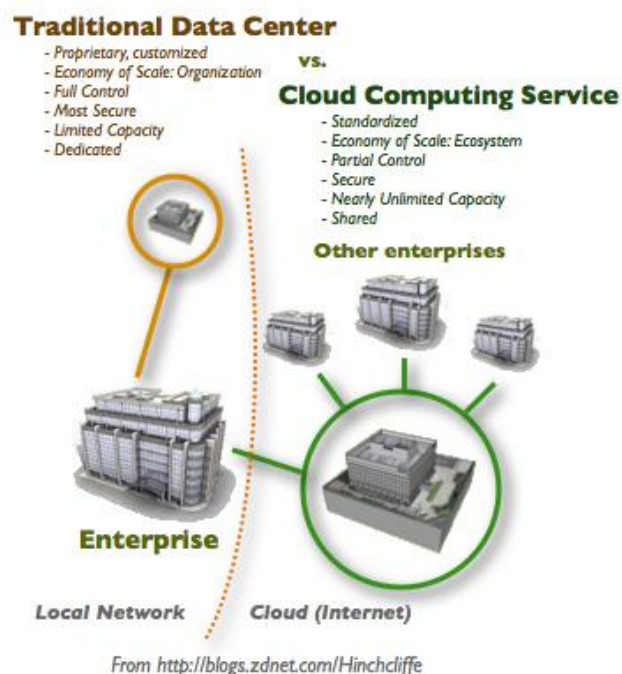 Traditional Data Center
- Proprietary, customized
- Economy of Scale: Organization
- Full Control
- Most Secure
- Limited Capacity
- Dedicated
vs.
Cloud Computing Service
- Standardized
- Economy of Scale: Ecosystem
- Partial Control
- Secure
- Nearly Unlimited Capacity
- Shared
Other enterprises
Enterprise
Local Network
Cloud (Internet)
From http://blogs.zdnet.com/Hinchcliffe